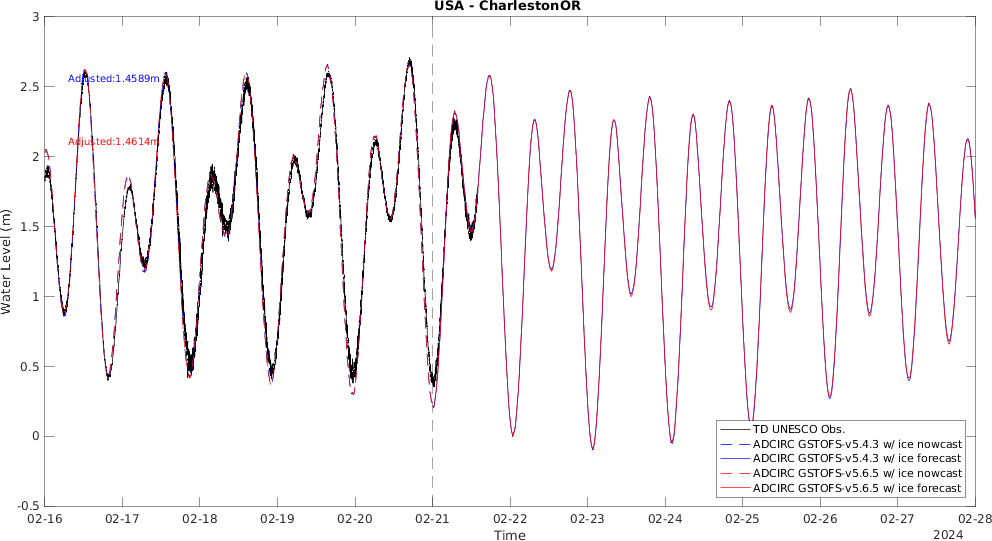 USA - CharlestonOR
3
2.5
2
1.5
1
0.5
0
-0.5
Water Level (m)
Adjusted:1.4589m
Adjusted:1.4614m
TD UNESCO Obs.
ADCIRC GSTOFS-v5.4.3 w/ ice nowcast
ADCIRC GSTOFS-v5.4.3 w/ ice forecast
ADCIRC GSTOFS-v5.6.5 w/ ice nowcast
ADCIRC GSTOFS-v5.6.5 w/ ice forecast
02-16 02-17 02-18 02-19 02-20 02-21 02-22 02-23 02-24 02-25 02-26 02-27 02-28
Time
2024